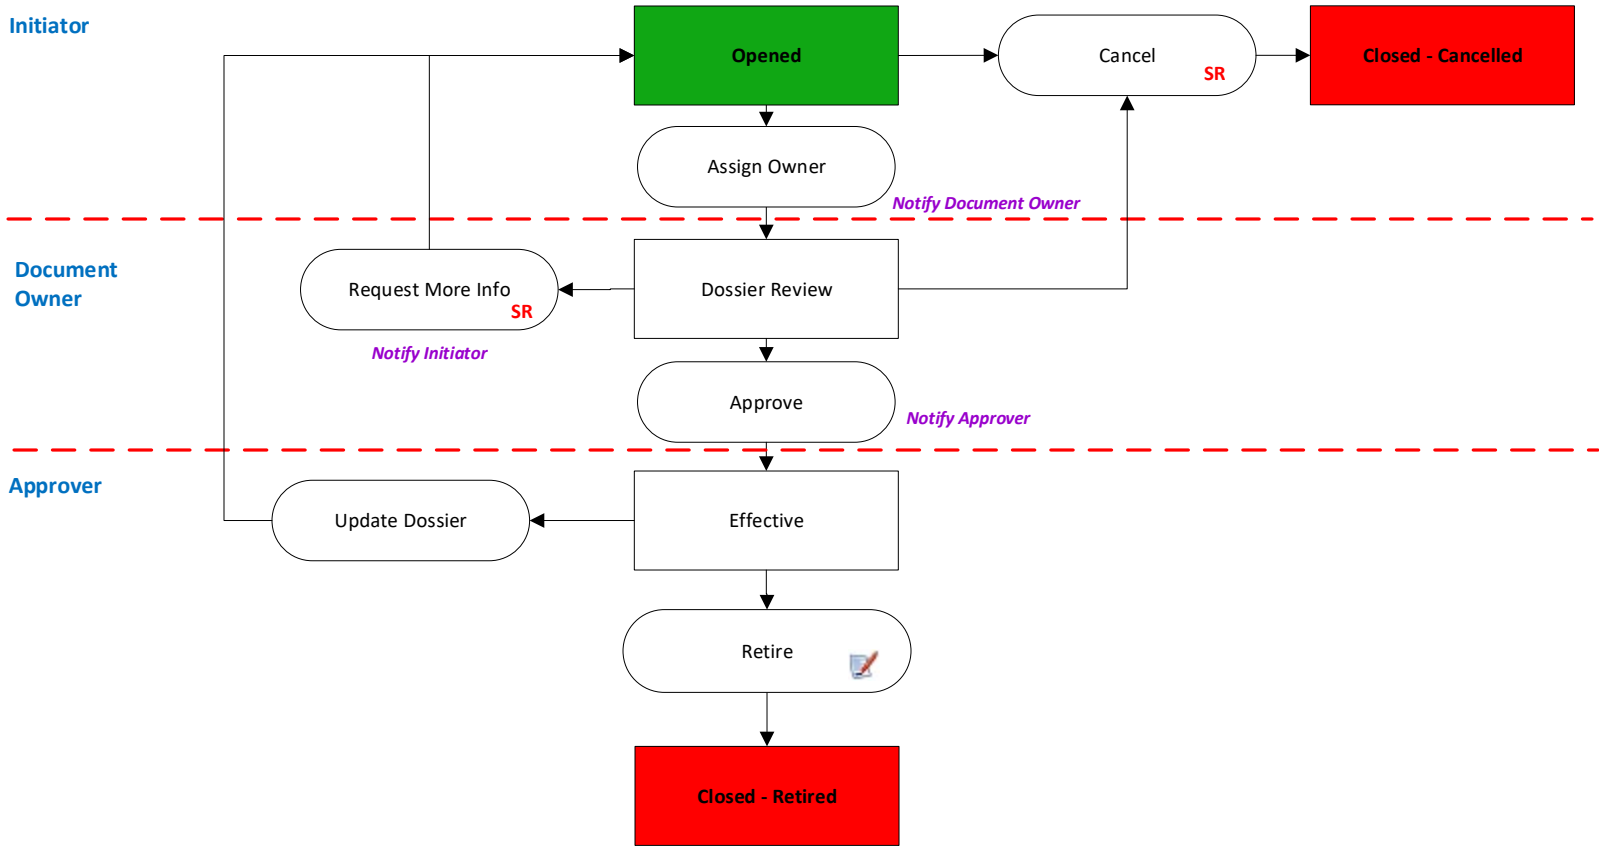 Initiator
Opened
Cancel
SR
Closed - Cancelled
Assign Owner
Notify Document Owner
Document
Owner
Request More Info
SR
Dossier Review
Notify Initiator
Approve
Notify Approver
Approver
Update Dossier
Effective
Retire
Closed - Retired